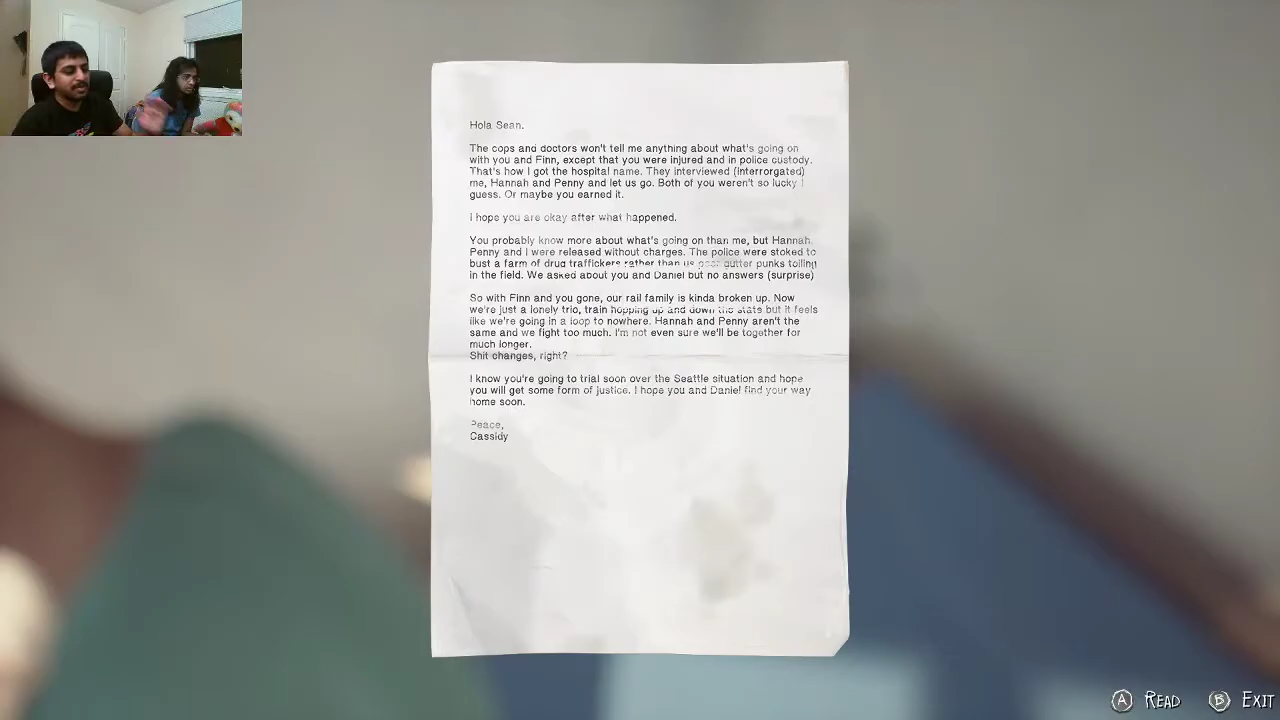 Hola Sean.
The cops and doctors won't tell me anything about what's going on
with you and Finn, except that you were injured and in police custody.
That's how I got the hospital name. They interviewed (interrorgated)
me, Hannah and Penny and let us go. Both of you weren't so lucky I
guess. Or maybe you earned it.
I hope you are okay after what happened.
You probably know more about what's going on than me, but Hannah,
Penny and I were released without charges. The police were stoked to
bust a farm of drug traffickers rather than us poor gutter punks toiling
in the field. We asked about you and Daniel but no answers (surprise)
So with Finn and you gone, our rail family is kinda broken up. Now
we're just a lonely trio, train hopping up and down the state but it feels
like we're going in a loop to nowhere. Hannah and Penny aren't the
same and we fight too much. I'm not even sure we'll be together for
much longer.
Shit changes, right?
I know you're going to trial soon over the Seattle situation and hope
you will get some form of justice. I hope you and Daniel find your way
home soon.
Peace,
Cassidy
A READ B EXIT